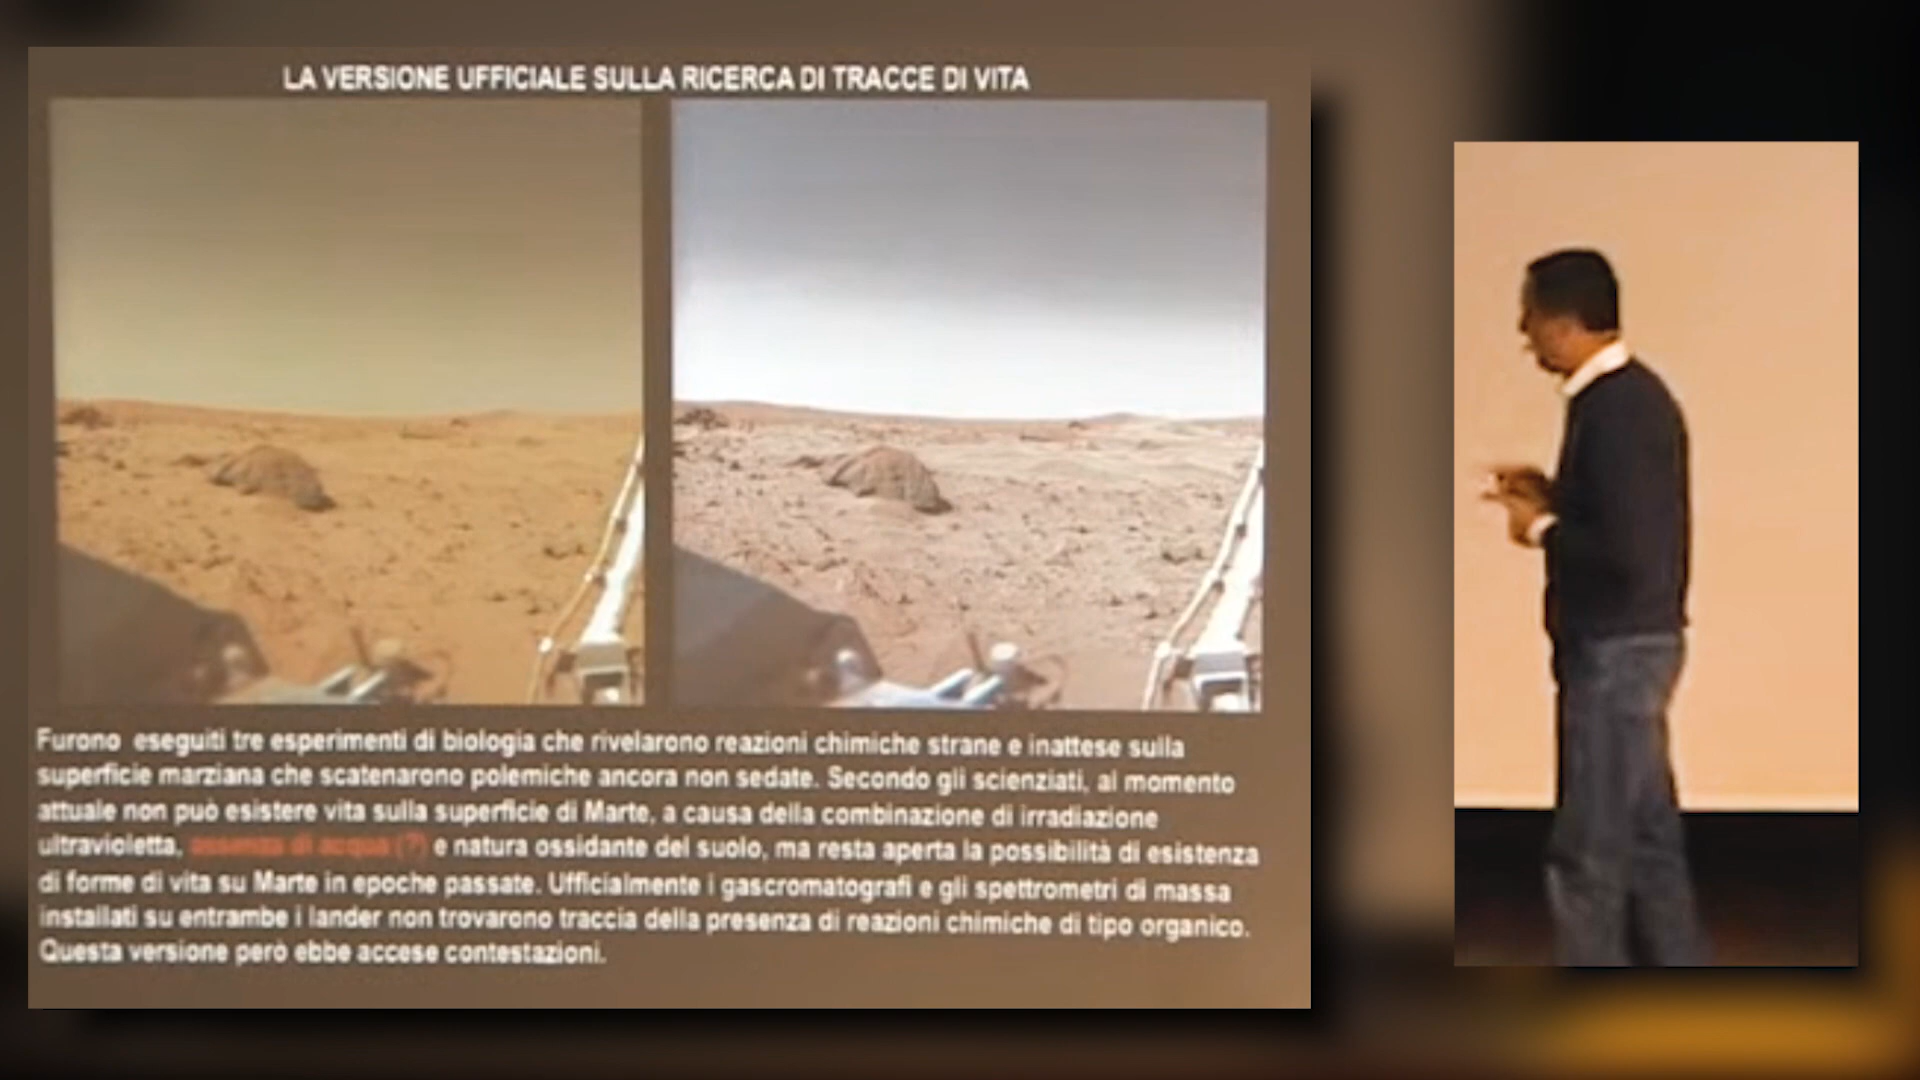 LA VERSIONE UFFICIALE SULLA RICERCA DI TRACCE DI VITA
Furono eseguiti tre esperimenti di biologia che rivelarono reazioni chimiche strane e inattese sulla
superficie marziana che scatenarono polemiche ancora non sedate. Secondo gli scienziati, al momento
attuale non può esistere vita sulla superficie di Marte, a causa della combinazione di irradiazione
ultravioletta, assenza di acqua (?) e natura ossidante del suolo, ma resta aperta la possibilità di esistenza
di forme di vita su Marte in epoche passate. Ufficialmente i gascromatografi e gli spettrometri di massa
installati su entrambe i lander non trovarono traccia della presenza di reazioni chimiche di tipo organico.
Questa versione però ebbe accese contestazioni.